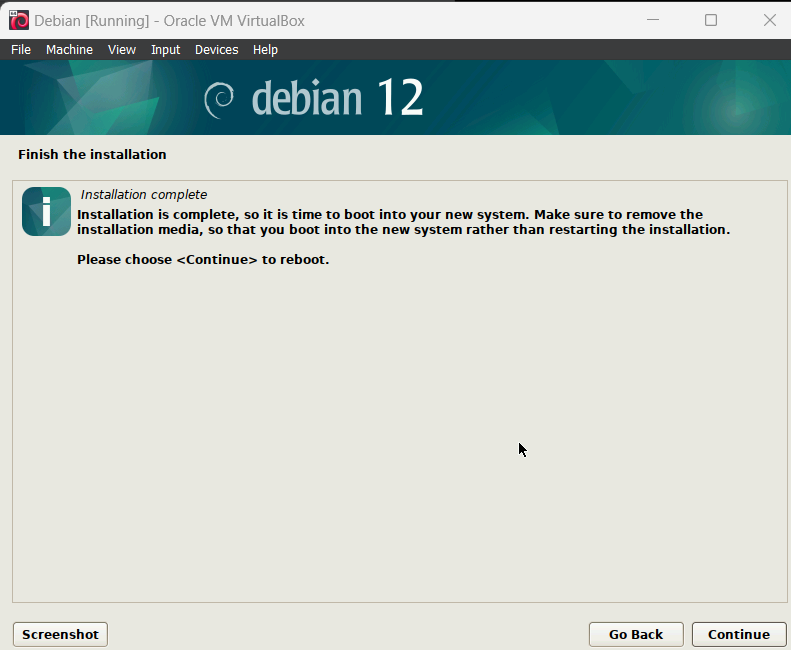 Debian [Running] - Oracle VM VirtualBox
File Machine View Input Devices Help
debian 12
Finish the installation
i
Installation complete
Installation is complete, so it is time to boot into your new system. Make sure to remove the
installation media, so that you boot into the new system rather than restarting the installation.
Please choose <Continue> to reboot.
Screenshot Go Back Continue